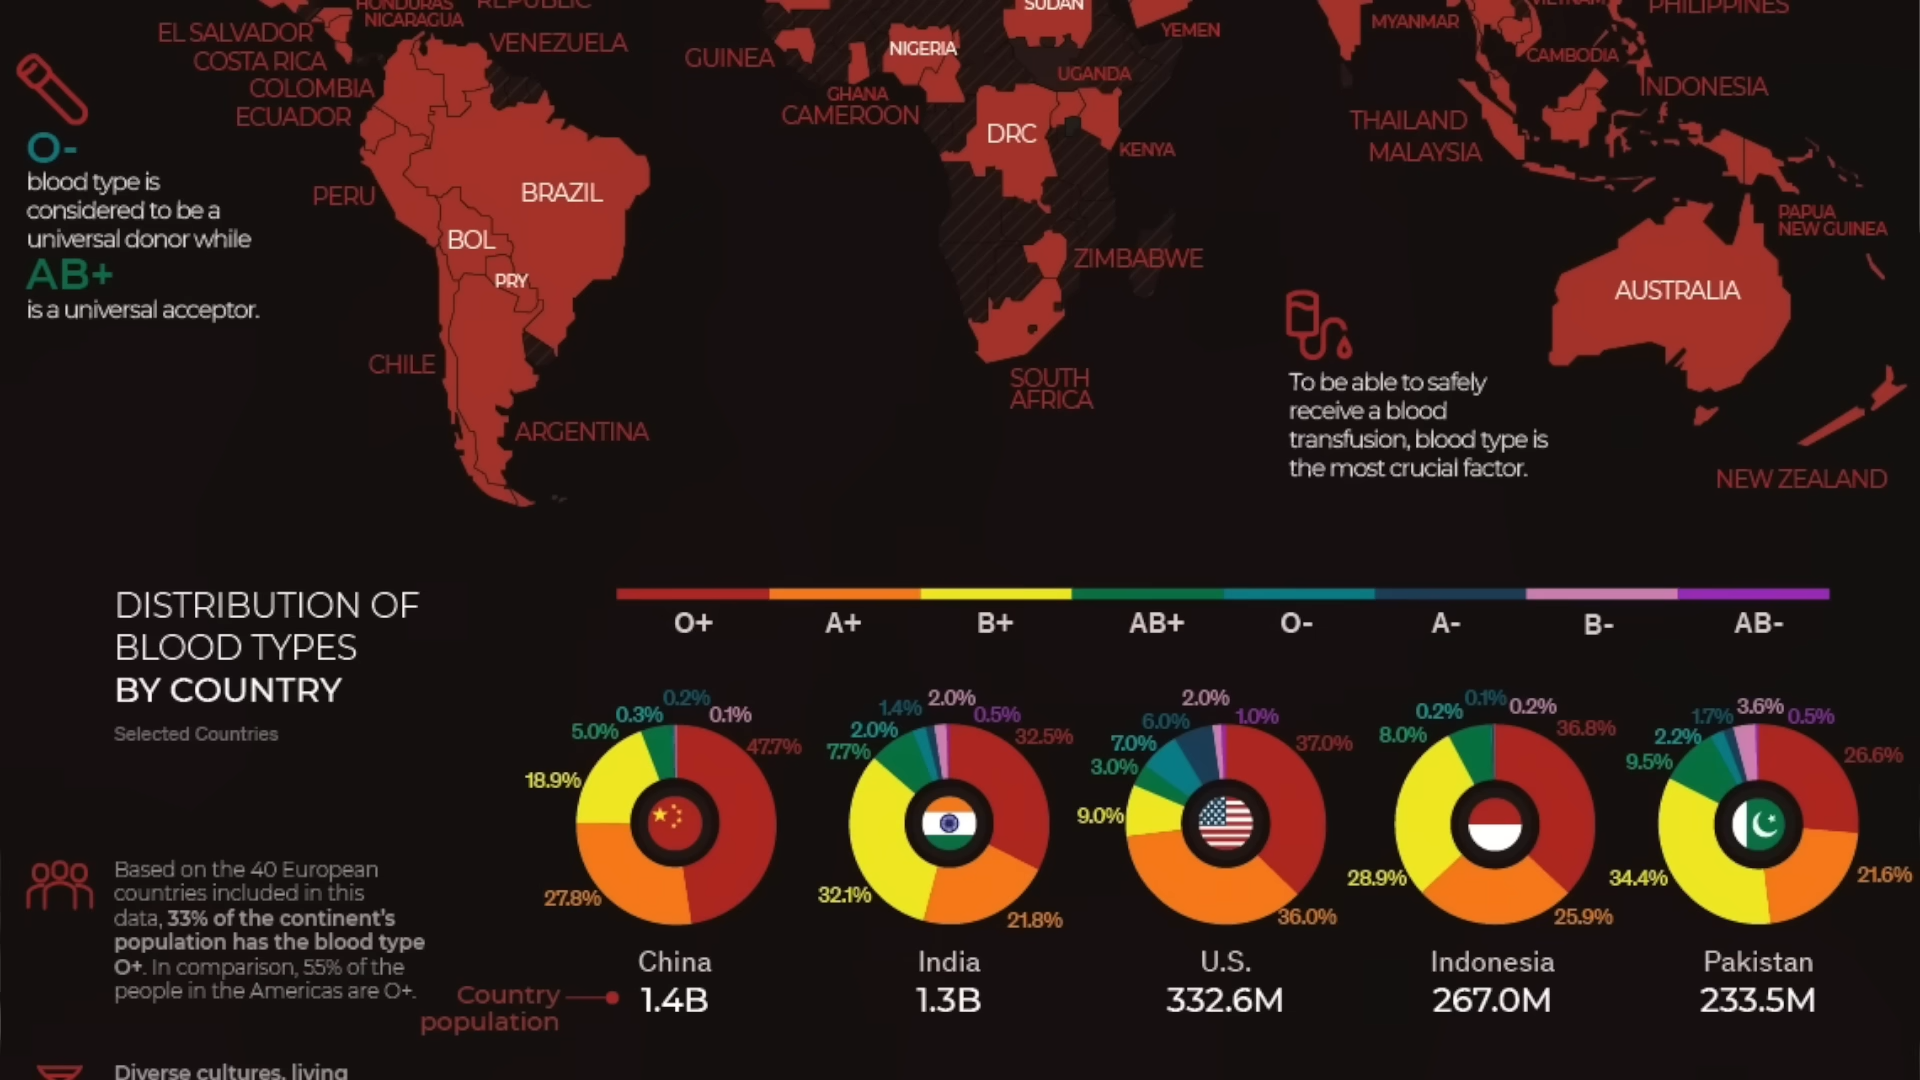 HONDURAS
NICARAGUA
REPUBLIC
EL SALVADOR
COSTA RICA
COLOMBIA
ECUADOR
VENEZUELA
PERU
BRAZIL
BOL
PRY
CHILE
ARGENTINA
GUINEA
GHANA
CAMEROON
NIGERIA
SUDAN
YEMEN
UGANDA
DRC
KENYA
ZIMBABWE
SOUTH
AFRICA
MYANMAR
VIETNAM
PHILIPPINES
CAMBODIA
INDONESIA
THAILAND
MALAYSIA
PAPUA
NEW GUINEA
AUSTRALIA
NEW ZEALAND
O-
blood type is
considered to be a
universal donor while
AB+
is a universal acceptor.
To be able to safely
receive a blood
transfusion, blood type is
the most crucial factor.
DISTRIBUTION OF
BLOOD TYPES
BY COUNTRY
Selected Countries
O+ A+ B+ AB+ O- A- B- AB-
0.2%
0.3%
0.1%
5.0%
47.7%
18.9%
27.8%
China
1.4B
2.0%
1.4%
0.5%
2.0%
32.5%
7.7%
32.1%
21.8%
India
1.3B
2.0%
6.0%
1.0%
7.0%
37.0%
3.0%
9.0%
36.0%
U.S.
332.6M
0.1%
0.2%
0.2%
36.8%
8.0%
28.9%
25.9%
Indonesia
267.0M
3.6%
1.7%
0.5%
2.2%
26.6%
9.5%
34.4%
21.6%
Pakistan
233.5M
Country
population
Based on the 40 European
countries included in this
data, 33% of the continent's
population has the blood type
O+. In comparison, 55% of the
people in the Americas are O+.
Diverse cultures, living